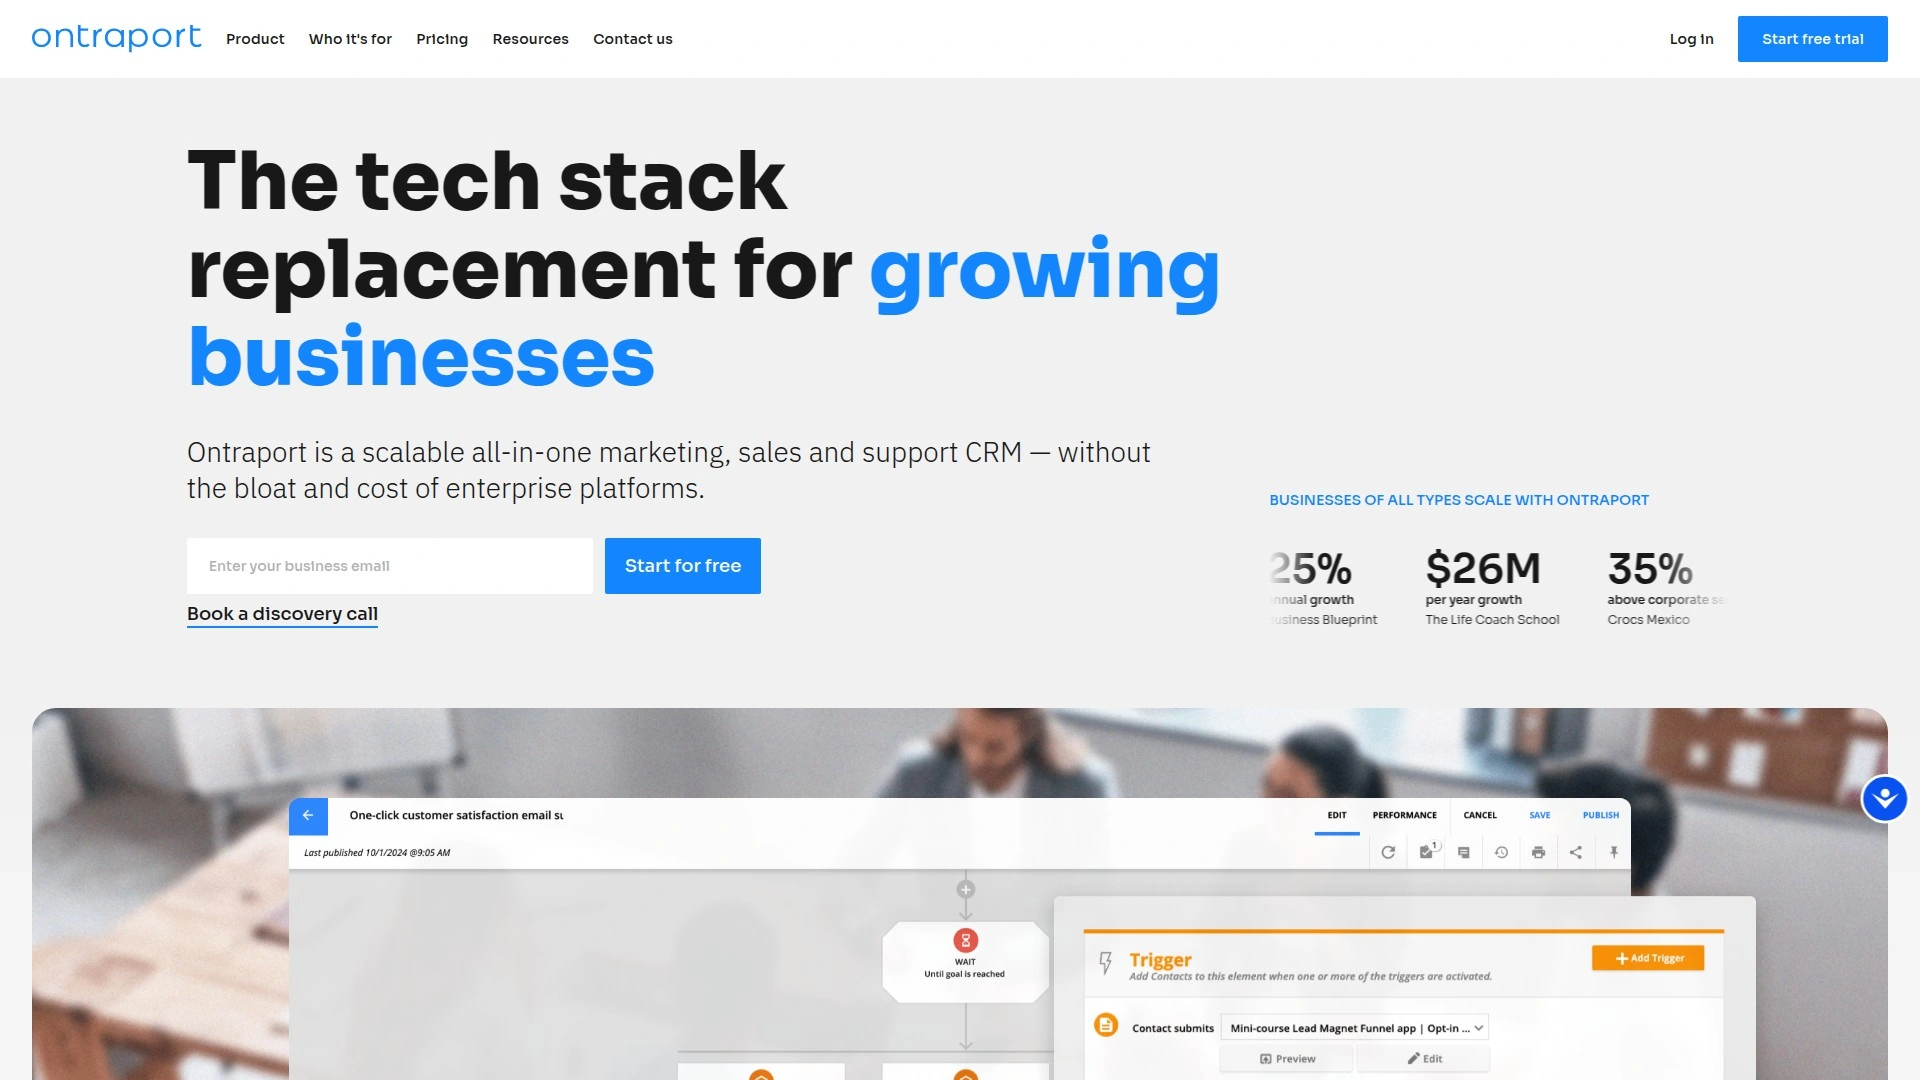 ontraport
Product Who it's for Pricing Resources Contact us
Log in
Start free trial
The tech stack
replacement for growing
businesses
Ontraport is a scalable all-in-one marketing, sales and support CRM — without
the bloat and cost of enterprise platforms.
Enter your business email
Start for free
Book a discovery call
BUSINESSES OF ALL TYPES SCALE WITH ONTRAPORT
25% $26M 35%
annual growth per year growth above corporate
Business Blueprint The Life Coach School Crocs Mexico
One-click customer satisfaction email
EDIT PERFORMANCE CANCEL SAVE PUBLISH
Last published 10/1/2024 @9:05 AM
1
WAIT
Until goal is reached
Trigger
Add Contacts to this element when one or more of the triggers are activated.
Add Trigger
Contact submits
Mini-course Lead Magnet Funnel app | Opt-in ...
Preview
Edit